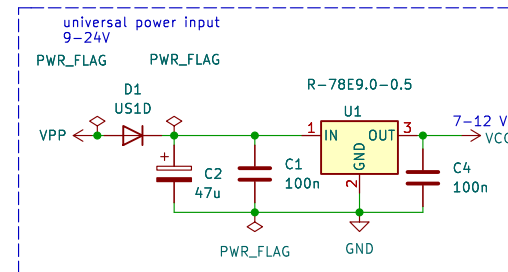 universal power input
9-24V
PWR_FLAG
PWR_FLAG
D1
US1D
R-78E9.0-0.5
U1
VPP
1
IN
OUT
3
7-12 V
VCC
GND
2
+
C2
47u
C1
100n
C4
100n
PWR_FLAG
GND